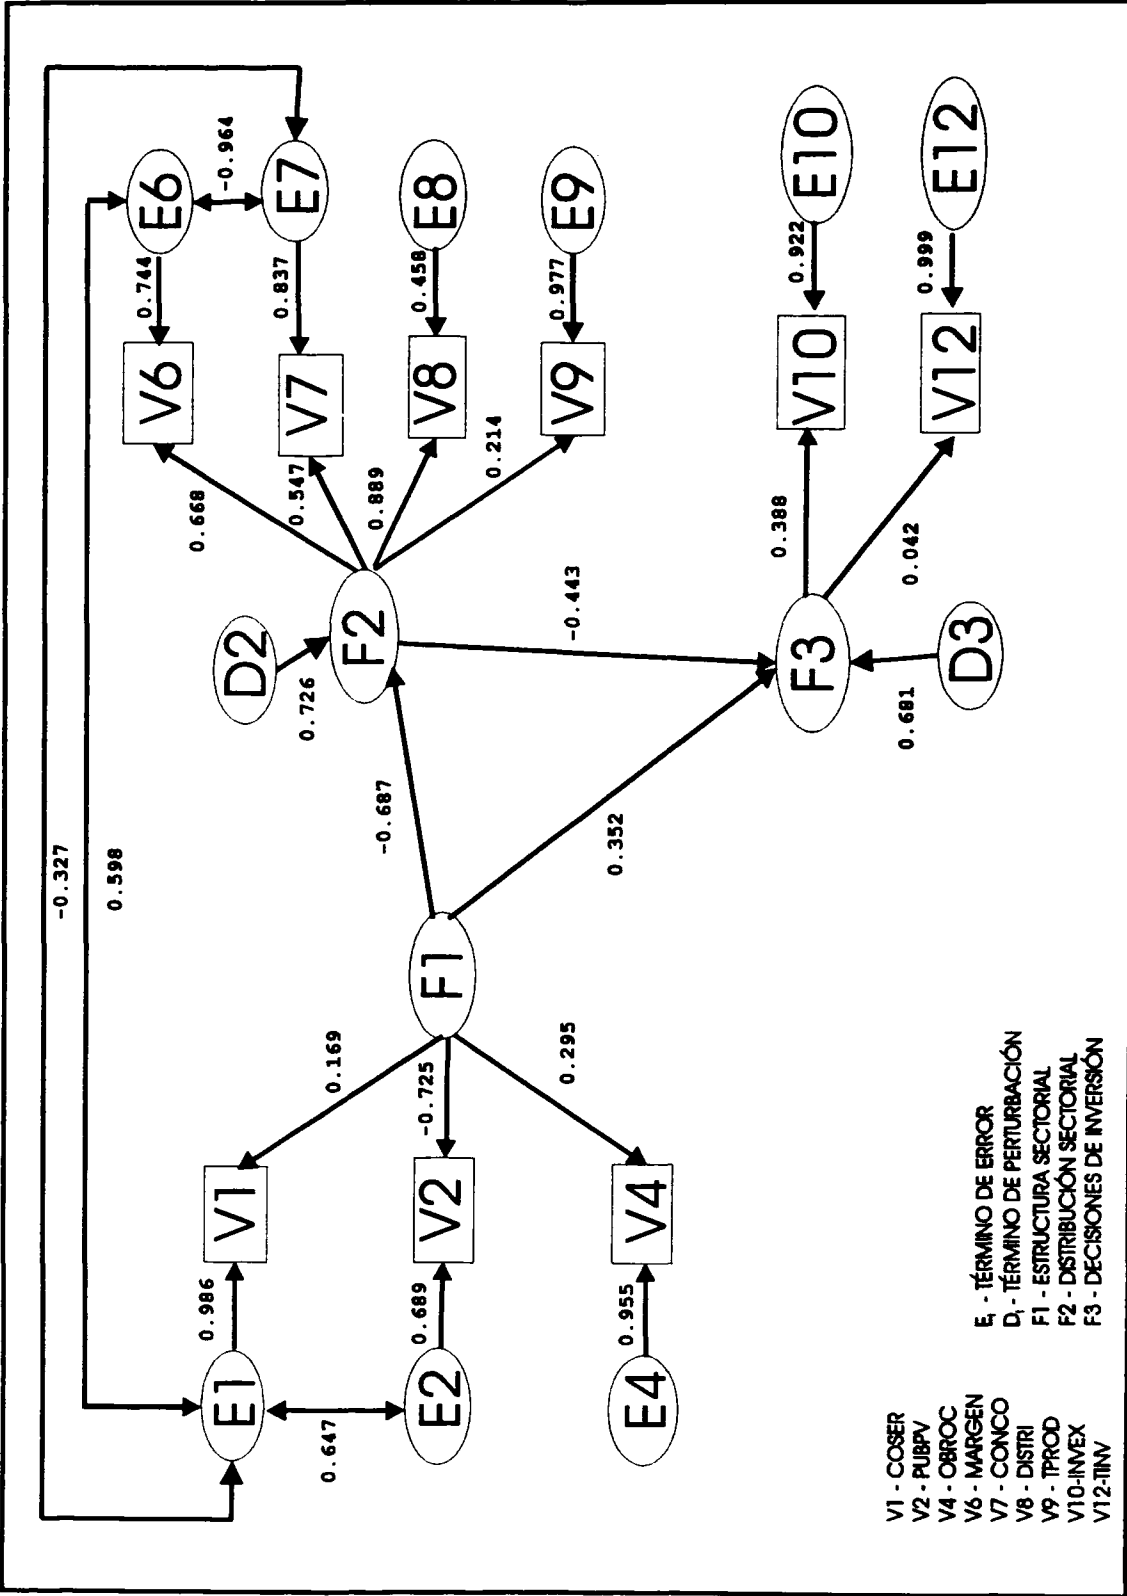 -0.327
0.598
E1
0.986
V1
0.647
E2
0.689
V2
E4
0.955
V4
0.169
-0.725
0.295
F1
-0.687
0.352
D2
0.726
F2
-0.443
F3
0.681
D3
0.668
0.547
0.889
0.214
0.388
0.042
V6
0.744
E6
-0.964
V7
0.837
E7
V8
0.458
E8
V9
0.977
E9
V10
0.922
E10
V12
0.999
E12
V1 - COSER
V2 - PUBPV
V4 - OBROC
V6 - MARGEN
V7 - CONCO
V8 - DISTRI
V9 - TPROD
V10-INVEX
V12-TINV
Ei - TÉRMINO DE ERROR
Di - TÉRMINO DE PERTURBACIÓN
F1 - ESTRUCTURA SECTORIAL
F2 - DISTRIBUCIÓN SECTORIAL
F3 - DECISIONES DE INVERSIÓN